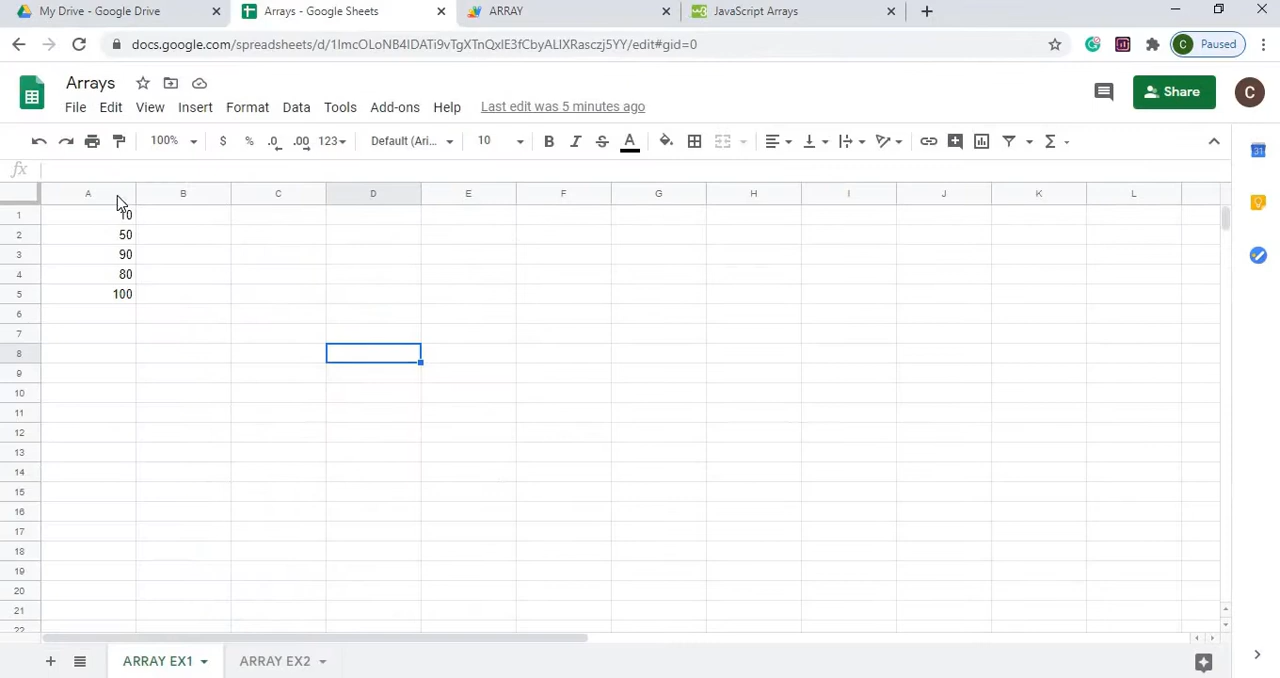 My Drive - Google Drive
Arrays - Google Sheets
ARRAY
JavaScript Arrays
docs.google.com/spreadsheets/d/1ImcOLoNB4IDATi9vTgXTnQxlE3fCbyALIXRasczj5YY/edit#gid=0
C Paused
Arrays
File Edit View Insert Format Data Tools Add-ons Help Last edit was 5 minutes ago
Share
C
100% $ % .0 .00 123 Default (Ari... 10 B I S A Σ
31
fx
A B C D E F G H I J K L
1 10
2 50
3 90
4 80
5 100
6
7
8
9
10
11
12
13
14
15
16
17
18
19
20
21
22
ARRAY EX1 ARRAY EX2